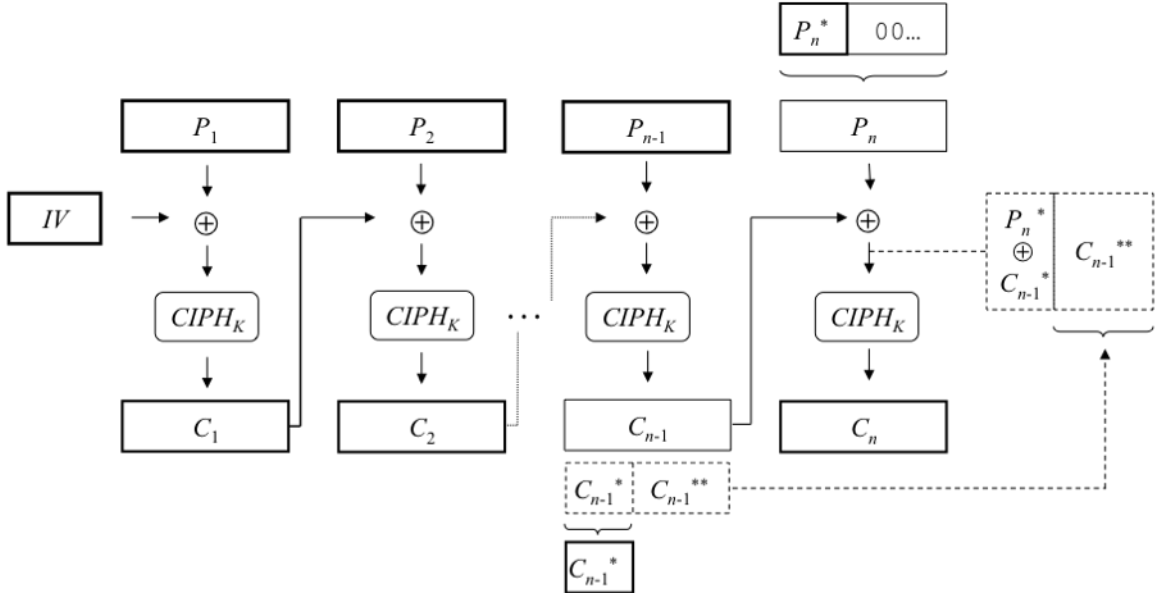 P_n^* 00...
P_1 P_2 P_{n-1} P_n
IV ⊕ ⊕ ⊕ ⊕ P_n^* ⊕ C_{n-1}^* C_{n-1}^{**}
CIPH_K CIPH_K ... CIPH_K CIPH_K
C_1 C_2 C_{n-1} C_n
C_{n-1}^* C_{n-1}^{**}
C_{n-1}^*